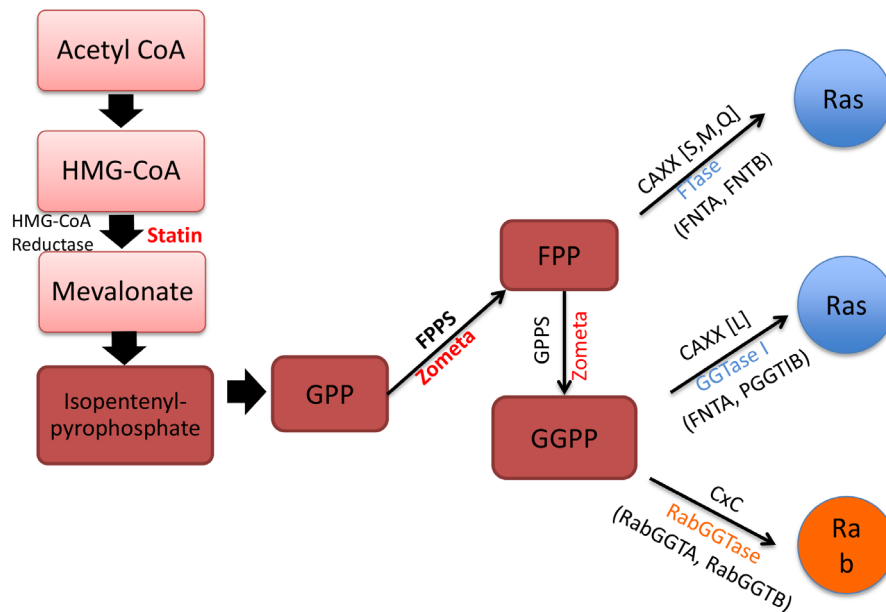 Acetyl CoA
HMG-CoA
HMG-CoA
Reductase
Statin
Mevalonate
Isopentenyl-
pyrophosphate
GPP
FPPS
Zometa
FPP
GPPS
Zometa
GGPP
CAXX [S,M,Q]
FTase
(FNTA, FNTB)
Ras
CAXX [L]
GGTase I
(FNTA, PGGTIB)
Ras
CxC
RabGGTase
(RabGGTA, RabGGTB)
Ra
b